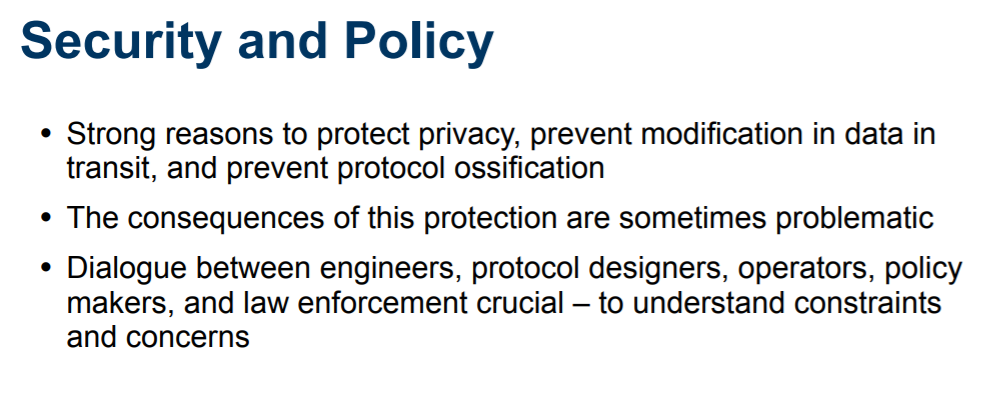 Security and Policy
• Strong reasons to protect privacy, prevent modification in data in
transit, and prevent protocol ossification
• The consequences of this protection are sometimes problematic
• Dialogue between engineers, protocol designers, operators, policy
makers, and law enforcement crucial – to understand constraints
and concerns